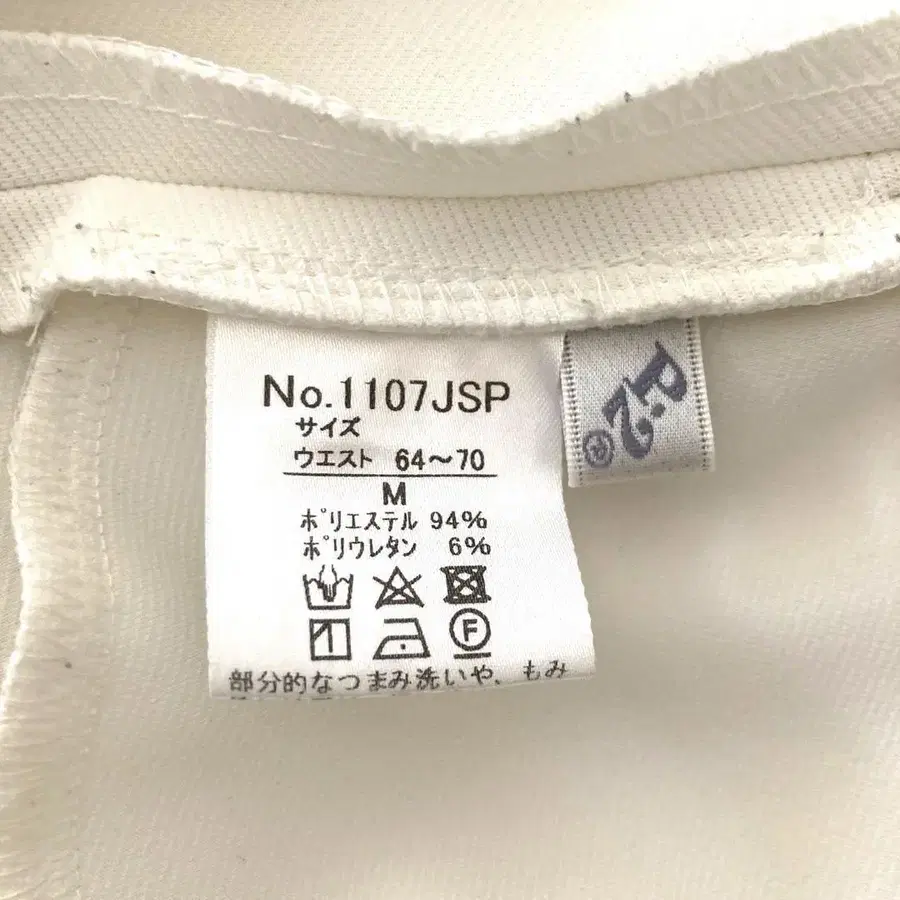 No.1107JSP
サイズ
ウエスト 64～70
M
ポリエステル 94%
ポリウレタン 6%
F
部分的なつまみ洗いや、もみ
P.2
®